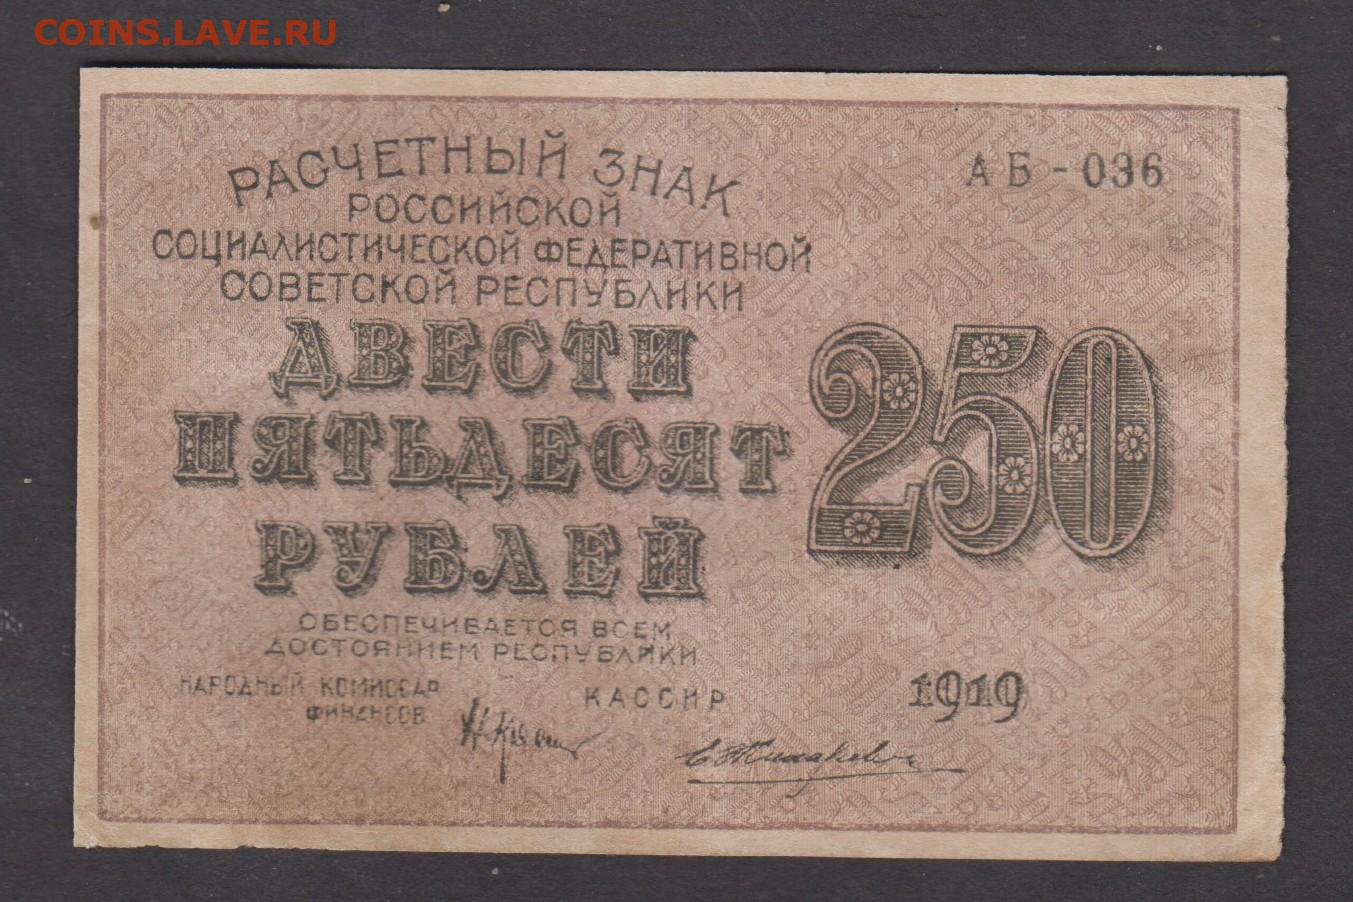 COINS.LAVE.RU
РАСЧЕТНЫЙ ЗНАК
РОССИЙСКОЙ
СОЦИАЛИСТИЧЕСКОЙ ФЕДЕРАТИВНОЙ
СОВЕТСКОЙ РЕСПУБЛИКИ
ДВЕСТИ
ПЯТЬДЕСЯТ
РУБЛЕЙ
ОБЕСПЕЧИВАЕТСЯ ВСЕМ
ДОСТОЯНИЕМ РЕСПУБЛИКИ
НАРОДНЫЙ КОМИССАР
ФИНАНСОВ
КАССИР
АБ - 036
250
1919